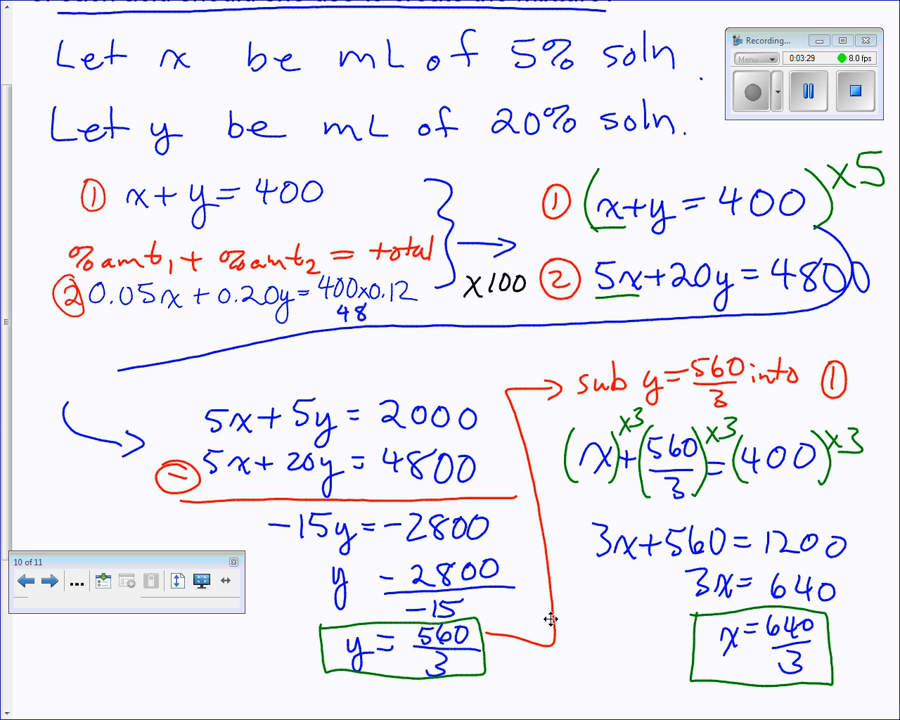 Let x be mL of 5% soln.
Let y be mL of 20% soln.
Recording...
Menu
0:03:29
8.0 fps
① x + y = 400
%amt₁ + %amt₂ = total
② 0.05x + 0.20y = 400x0.12
48
x100
① (x+y = 400) x5
② 5x+20y = 4800
5x + 5y = 2000
− 5x + 20y = 4800
-15y = -2800
y = 2800
-15
y = 560
3
sub y = 560 into ①
3
(x)x3 + (560)x3 = (400)x3
3
3x+560 = 1200
3x = 640
x = 640
3
10 of 11